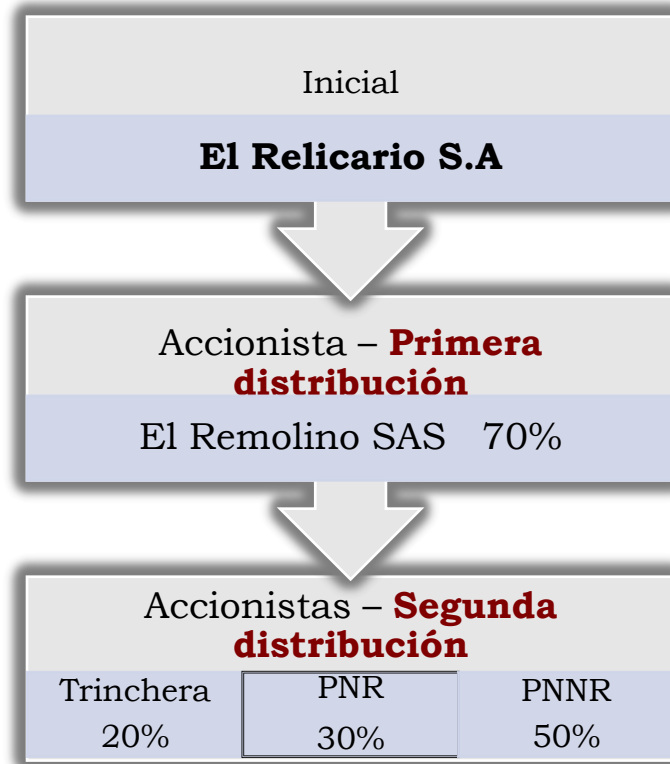 Inicial
El Relicario S.A
Accionista – Primera
distribución
El Remolino SAS 70%
Accionistas – Segunda
distribución
Trinchera PNR PNNR
20% 30% 50%